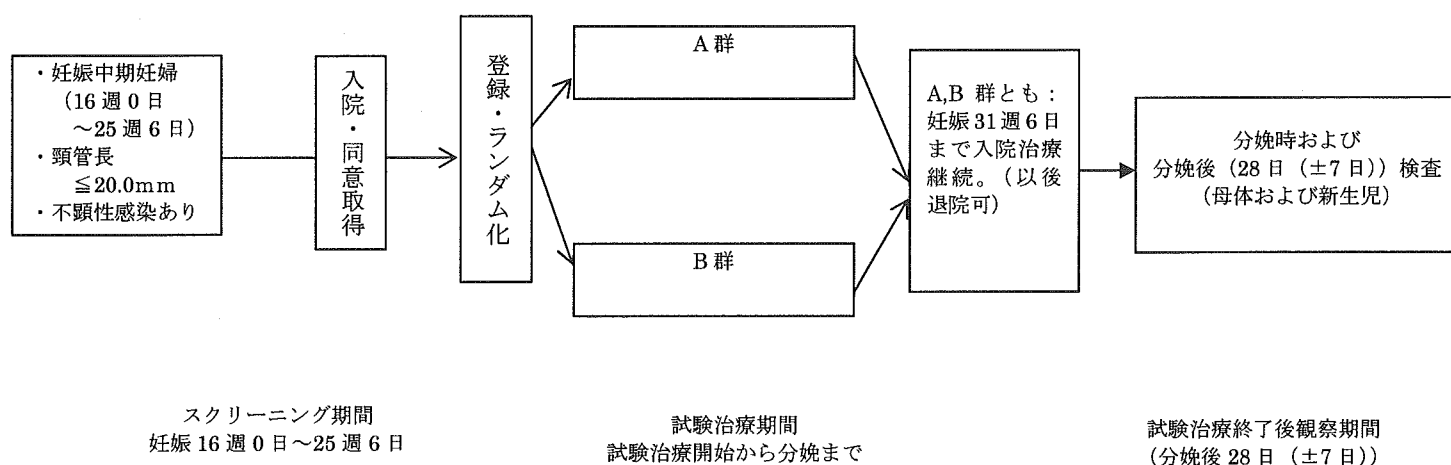 ・妊娠中期妊婦
(16週0日
～25週6日)
・頸管長
≦20.0mm
・不顕性感染あり
入院・同意取得
登録・ランダム化
A群
B群
A,B 群とも：
妊娠31週6日
まで入院治療
継続。（以後
退院可）
分娩時および
分娩後（28日（±7日））検査
（母体および新生児）
スクリーニング期間
妊娠16週0日～25週6日
試験治療期間
試験治療開始から分娩まで
試験治療終了後観察期間
（分娩後28日（±7日））